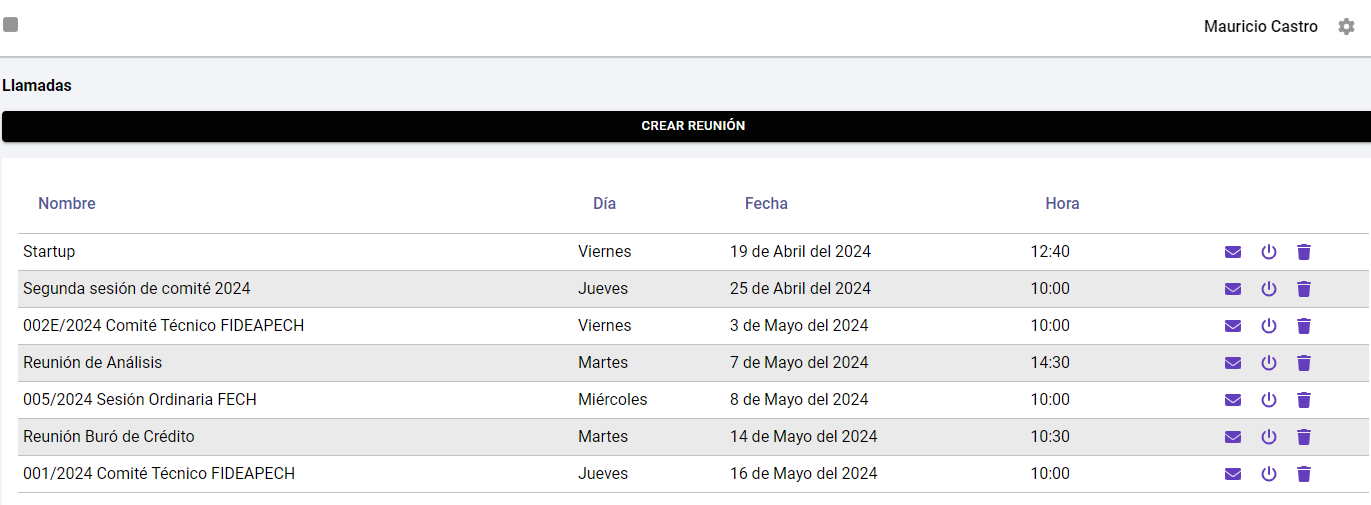 Mauricio Castro
Llamadas
CREAR REUNIÓN
Nombre Día Fecha Hora
Startup Viernes 19 de Abril del 2024 12:40
Segunda sesión de comité 2024 Jueves 25 de Abril del 2024 10:00
002E/2024 Comité Técnico FIDEAPECH Viernes 3 de Mayo del 2024 10:00
Reunión de Análisis Martes 7 de Mayo del 2024 14:30
005/2024 Sesión Ordinaria FECH Miércoles 8 de Mayo del 2024 10:00
Reunión Buró de Crédito Martes 14 de Mayo del 2024 10:30
001/2024 Comité Técnico FIDEAPECH Jueves 16 de Mayo del 2024 10:00